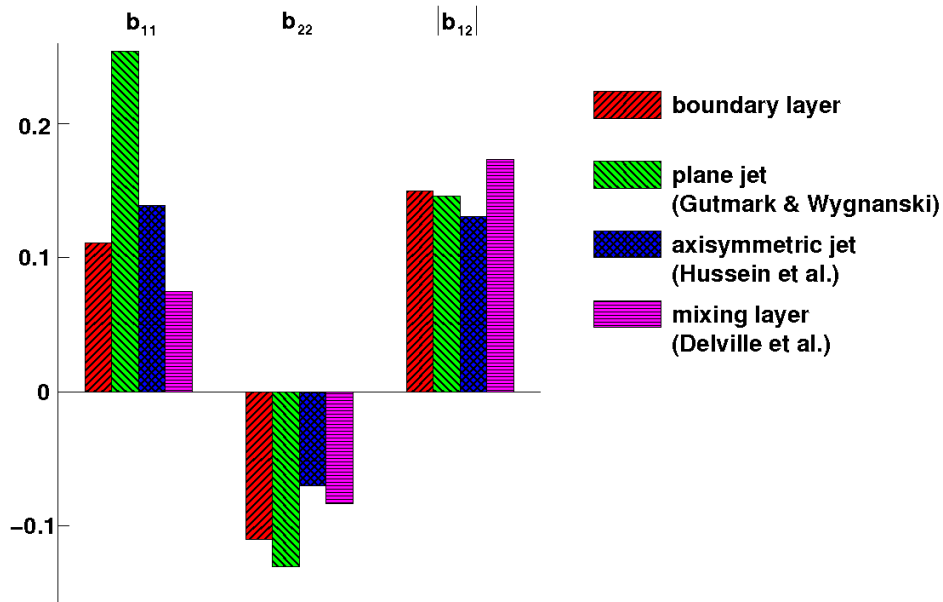 b11 b22 |b12|
0.2
0.1
0
−0.1
boundary layer
plane jet
(Gutmark & Wygnanski)
axisymmetric jet
(Hussein et al.)
mixing layer
(Delville et al.)